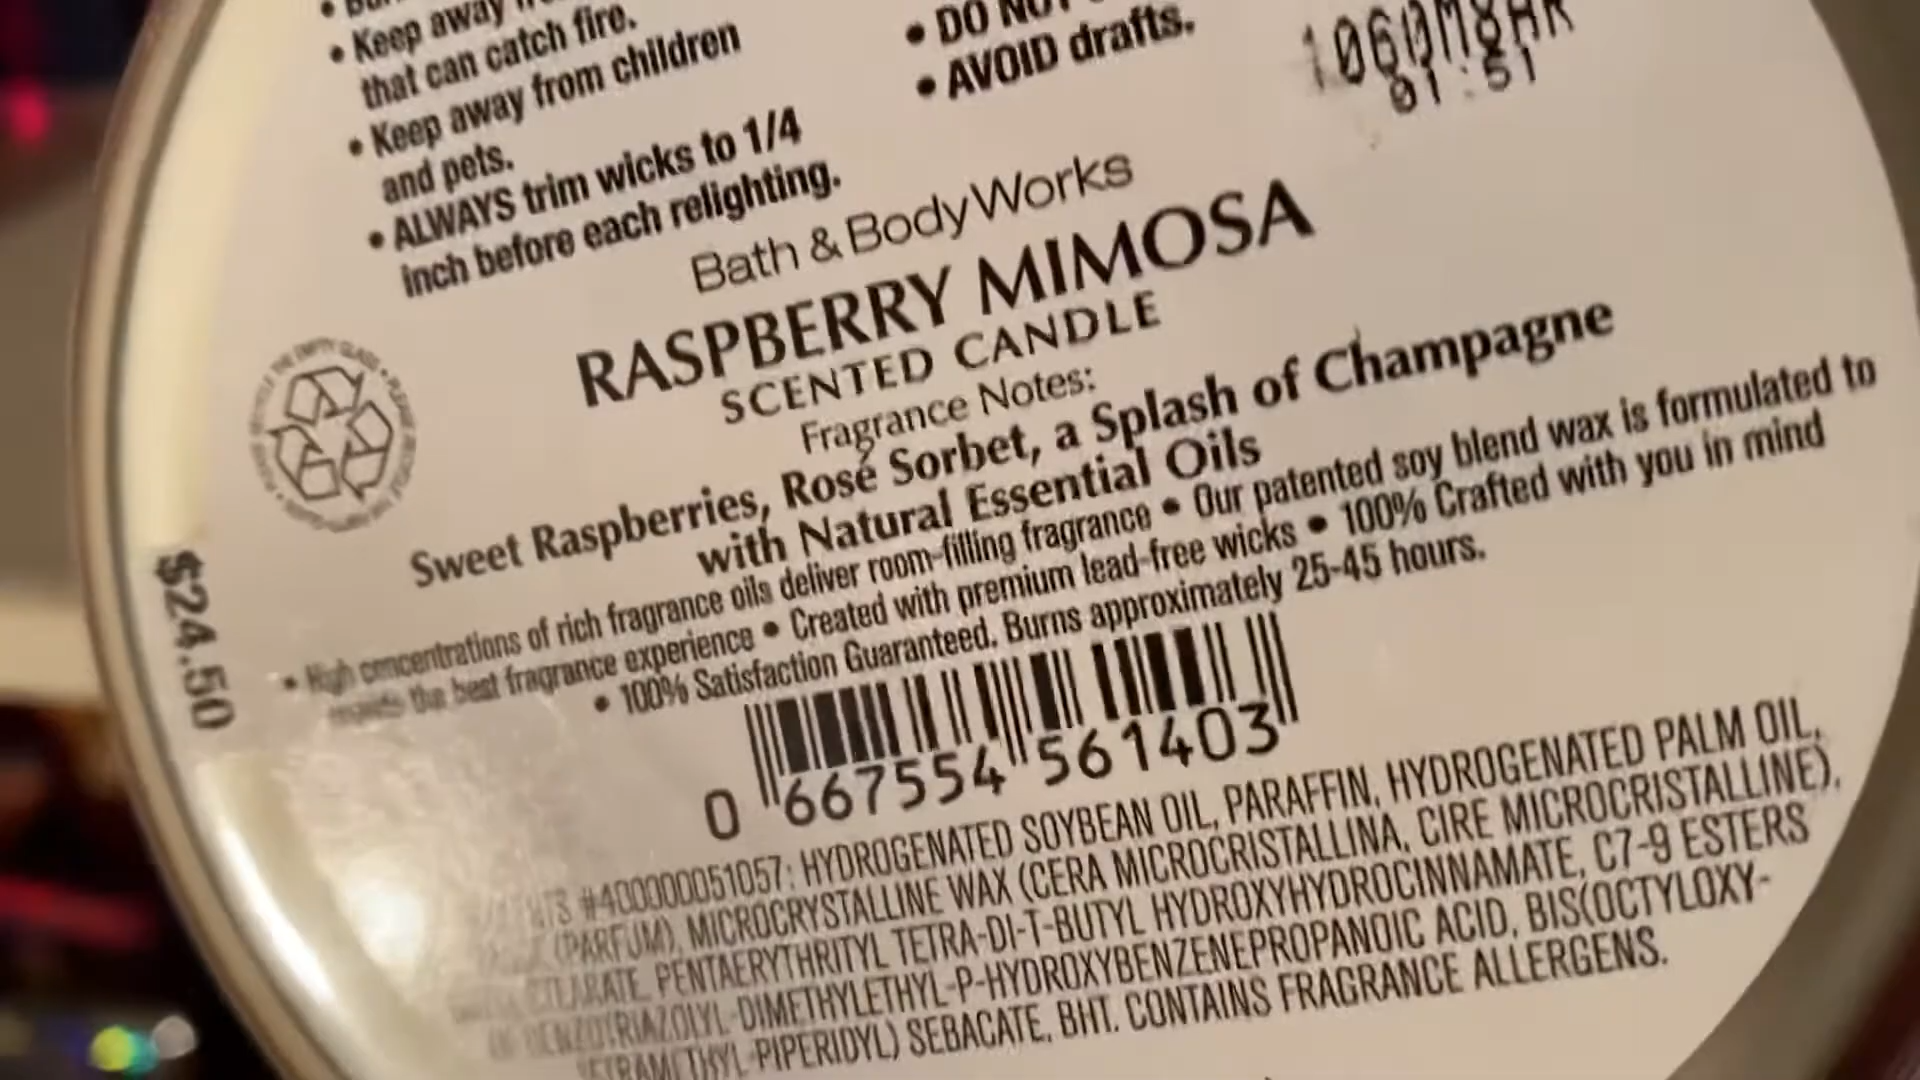 • Keep away
that can catch fire.
• Keep away from children
and pets.
• ALWAYS trim wicks to 1/4
inch before each relighting.
• DO NOT
• AVOID drafts.
01:51
Bath & Body Works
RASPBERRY MIMOSA
SCENTED CANDLE
Fragrance Notes:
Sweet Raspberries, Rosé Sorbet, a Splash of Champagne
with Natural Essential Oils
• High concentrations of rich fragrance oils deliver room-filling fragrance • Our patented soy blend wax is formulated to
the best fragrance experience • Created with premium lead-free wicks • 100% Crafted with you in mind
• 100% Satisfaction Guaranteed. Burns approximately 25-45 hours.
$24.50
0 667554 561403
#400000051057: HYDROGENATED SOYBEAN OIL, PARAFFIN, HYDROGENATED PALM OIL,
(PARFUM), MICROCRYSTALLINE WAX (CERA MICROCRISTALLINA, CIRE MICROCRISTALLINE),
PENTAERYTHRITYL TETRA-DI-T-BUTYL HYDROXYHYDROCINNAMATE, C7-9 ESTERS
BENZOTRIAZOLYL-DIMETHYLETHYL-P-HYDROXYBENZENEPROPANOIC ACID, BIS(OCTYLOXY-
TETRAMETHYL-PIPERIDYL) SEBACATE, BHT. CONTAINS FRAGRANCE ALLERGENS.